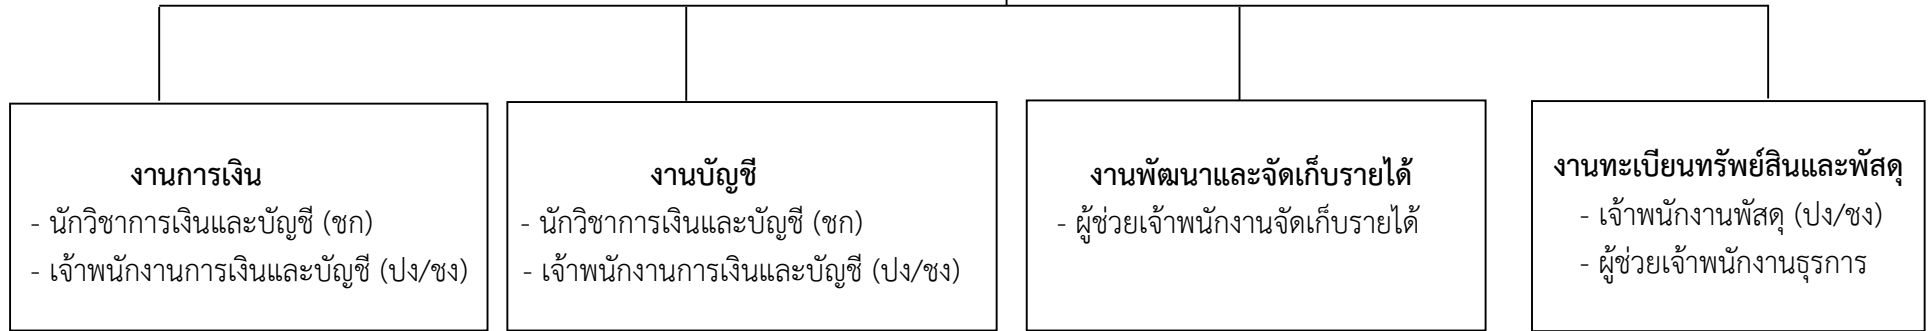 งานการเงิน
- นักวิชาการเงินและบัญชี (ชก)
- เจ้าพนักงานการเงินและบัญชี (ปง/ชง)
งานบัญชี
- นักวิชาการเงินและบัญชี (ชก)
- เจ้าพนักงานการเงินและบัญชี (ปง/ชง)
งานพัฒนาและจัดเก็บรายได้
- ผู้ช่วยเจ้าพนักงานจัดเก็บรายได้
งานทะเบียนทรัพย์สินและพัสดุ
- เจ้าพนักงานพัสดุ (ปง/ชง)
- ผู้ช่วยเจ้าพนักงานธุรการ